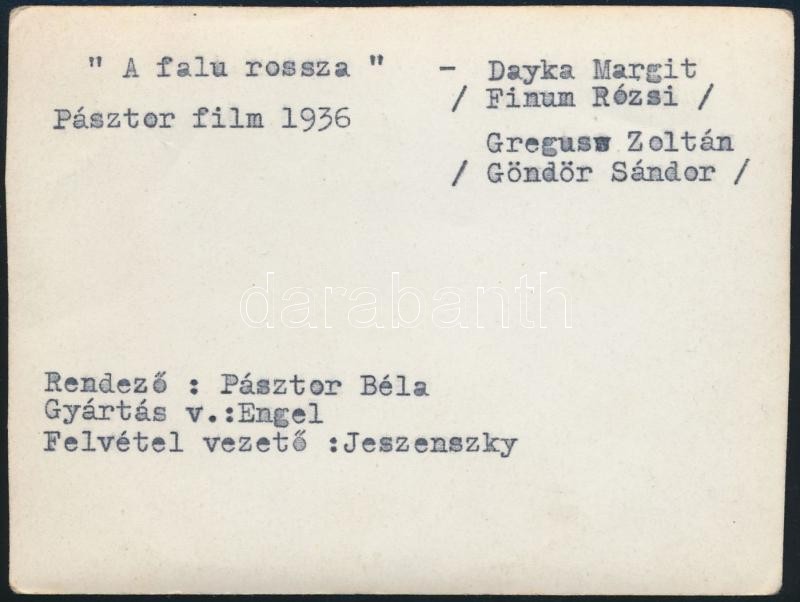 " A falu rossza "
Pásztor film 1936
- Dayka Margit
/ Finum Rózsi /
Greguss Zoltán
/ Göndör Sándor /
darabanth
Rendező : Pásztor Béla
Gyártás v.:Engel
Felvétel vezető :Jeszenszky